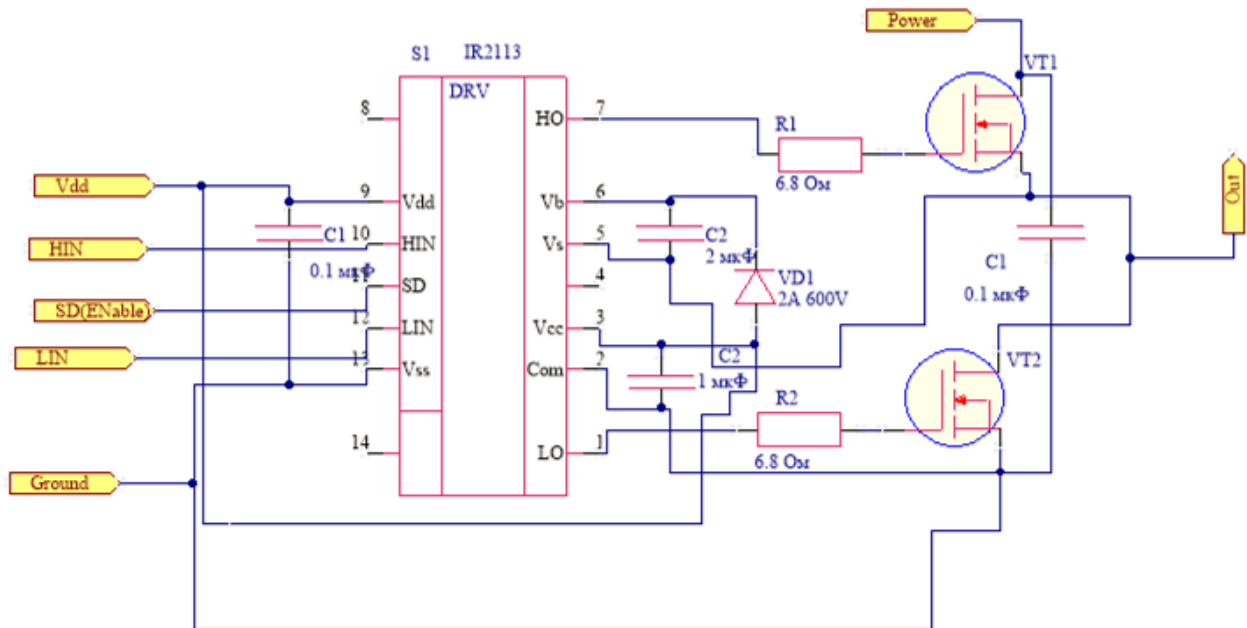 Power
S1
IR2113
VT1
DRV
8
HO
7
R1
6.8 Ом
Vdd
9
Vdd
Vb
6
Out
HIN
10
HIN
C1
0.1 мкФ
Vs
5
C2
2 мкФ
SD(ENable)
11
SD
4
VD1
2A 600V
C1
0.1 мкФ
LIN
12
LIN
Vcc
3
13
Vss
Com
2
C2
1 мкФ
VT2
R2
14
LO
1
6.8 Ом
Ground